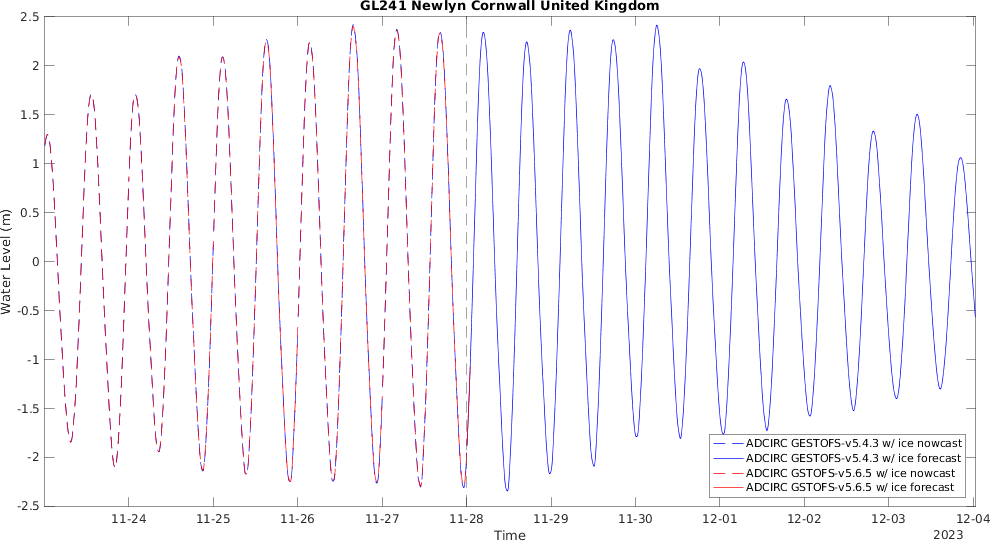 GL241 Newlyn Cornwall United Kingdom
2.5
2
1.5
1
0.5
0
-0.5
-1
-1.5
-2
-2.5
Water Level (m)
ADCIRC GESTOFS-v5.4.3 w/ ice nowcast
ADCIRC GESTOFS-v5.4.3 w/ ice forecast
ADCIRC GSTOFS-v5.6.5 w/ ice nowcast
ADCIRC GSTOFS-v5.6.5 w/ ice forecast
11-24 11-25 11-26 11-27 11-28 11-29 11-30 12-01 12-02 12-03 12-04
Time
2023